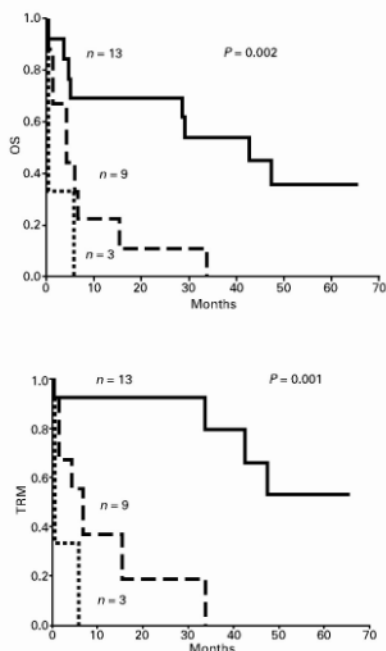 1.0
n = 13
P = 0.002
0.8
0.6
OS
0.4
n = 9
0.2
n = 3
0.0
0 10 20 30 40 50 60 70
Months
1.0
n = 13
P = 0.001
0.8
0.6
TRM
n = 9
0.4
0.2
n = 3
0.0
0 10 20 30 40 50 60 70
Months